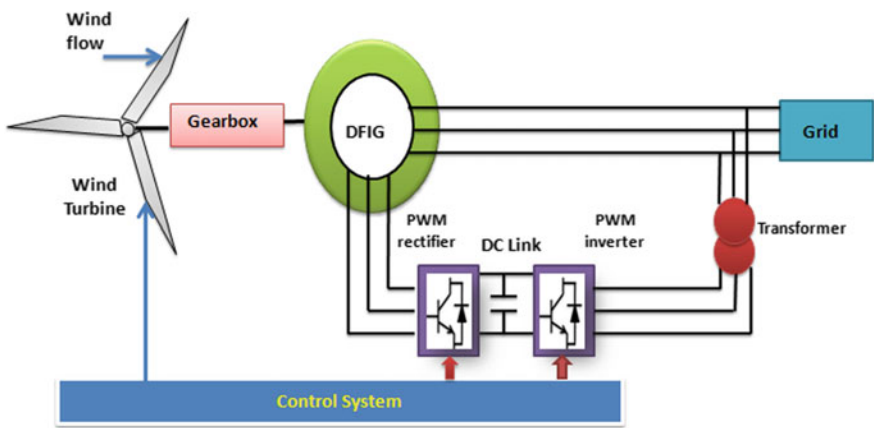 Wind
flow
Gearbox
DFIG
Grid
Wind
Turbine
PWM
rectifier
DC Link
PWM
inverter
Transformer
Control System